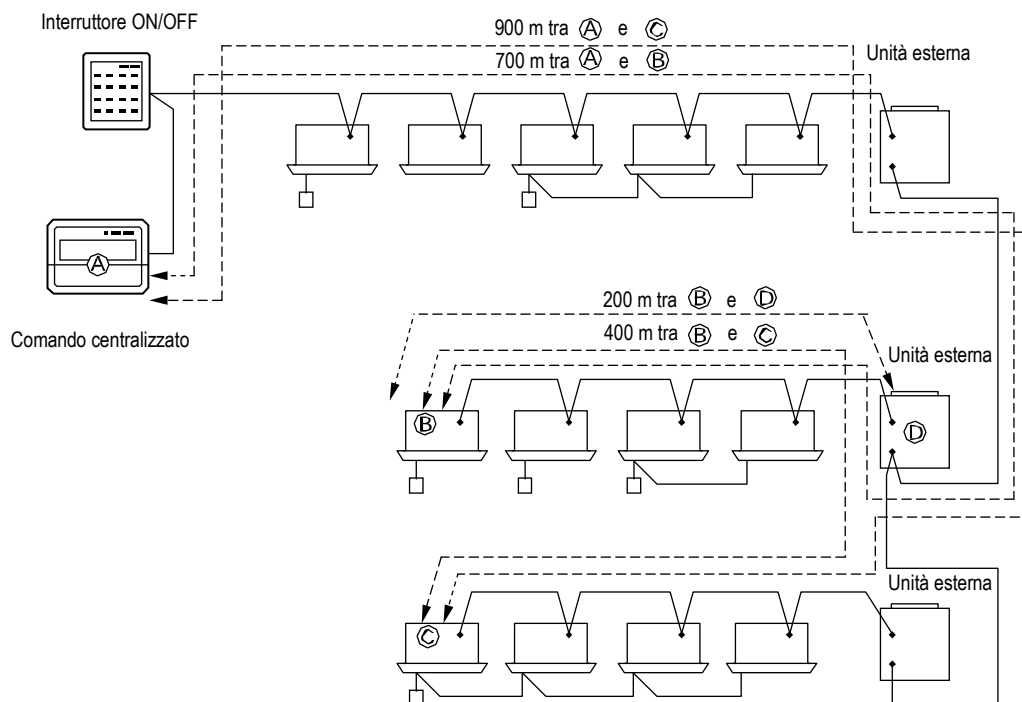 Interruttore ON/OFF
900 m tra A e C
700 m tra A e B
Unità esterna
A
Comando centralizzato
200 m tra B e D
400 m tra B e C
Unità esterna
B
D
Unità esterna
C